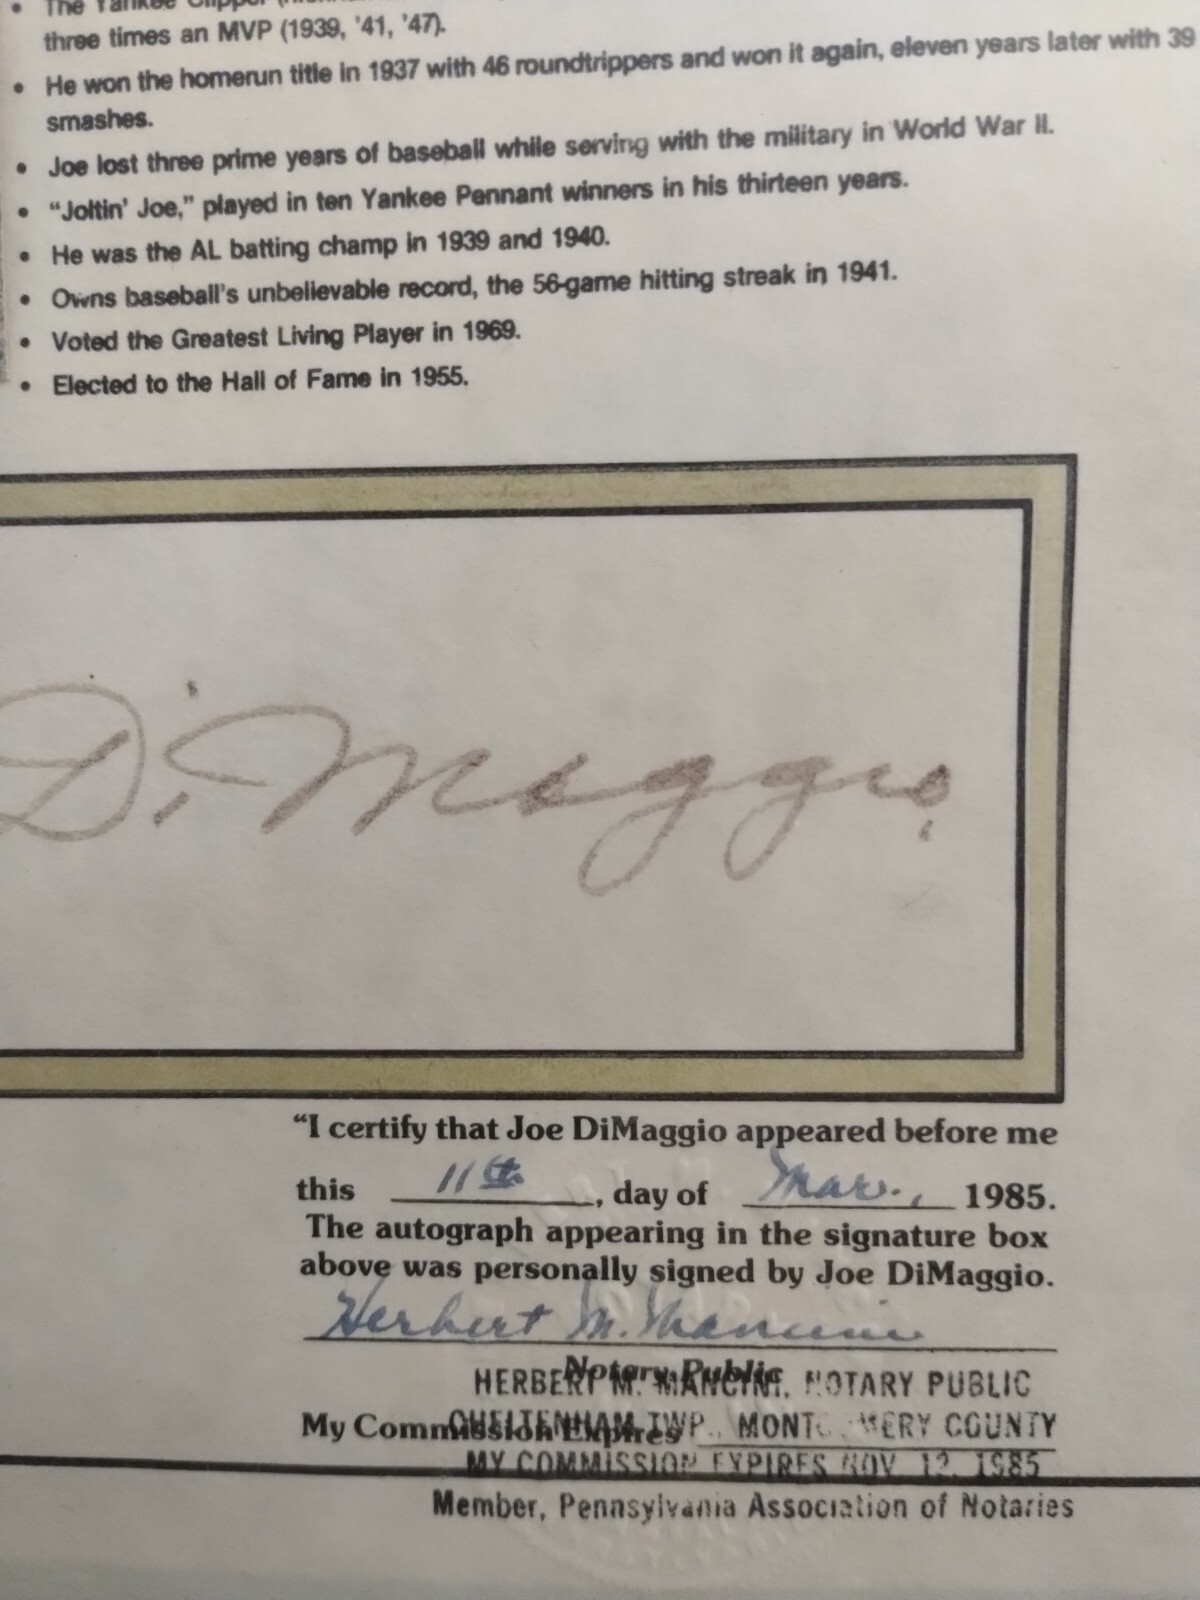 • The Yankee Clipper
three times an MVP (1939, '41, '47).
• He won the homerun title in 1937 with 46 roundtrippers and won it again, eleven years later with 39
smashes.
• Joe lost three prime years of baseball while serving with the military in World War II.
• "Joltin' Joe," played in ten Yankee Pennant winners in his thirteen years.
• He was the AL batting champ in 1939 and 1940.
• Owns baseball's unbelievable record, the 56-game hitting streak in 1941.
• Voted the Greatest Living Player in 1969.
• Elected to the Hall of Fame in 1955.
DiMaggio
"I certify that Joe DiMaggio appeared before me
this 11th, day of Mar., 1985.
The autograph appearing in the signature box
above was personally signed by Joe DiMaggio.
Herbert M. Mancini
Notary Public
HERBERT M. MANCINI, NOTARY PUBLIC
My Commission Expires
CHELTENHAM TWP., MONTGOMERY COUNTY
MY COMMISSION EXPIRES NOV. 12, 1985
Member, Pennsylvania Association of Notaries